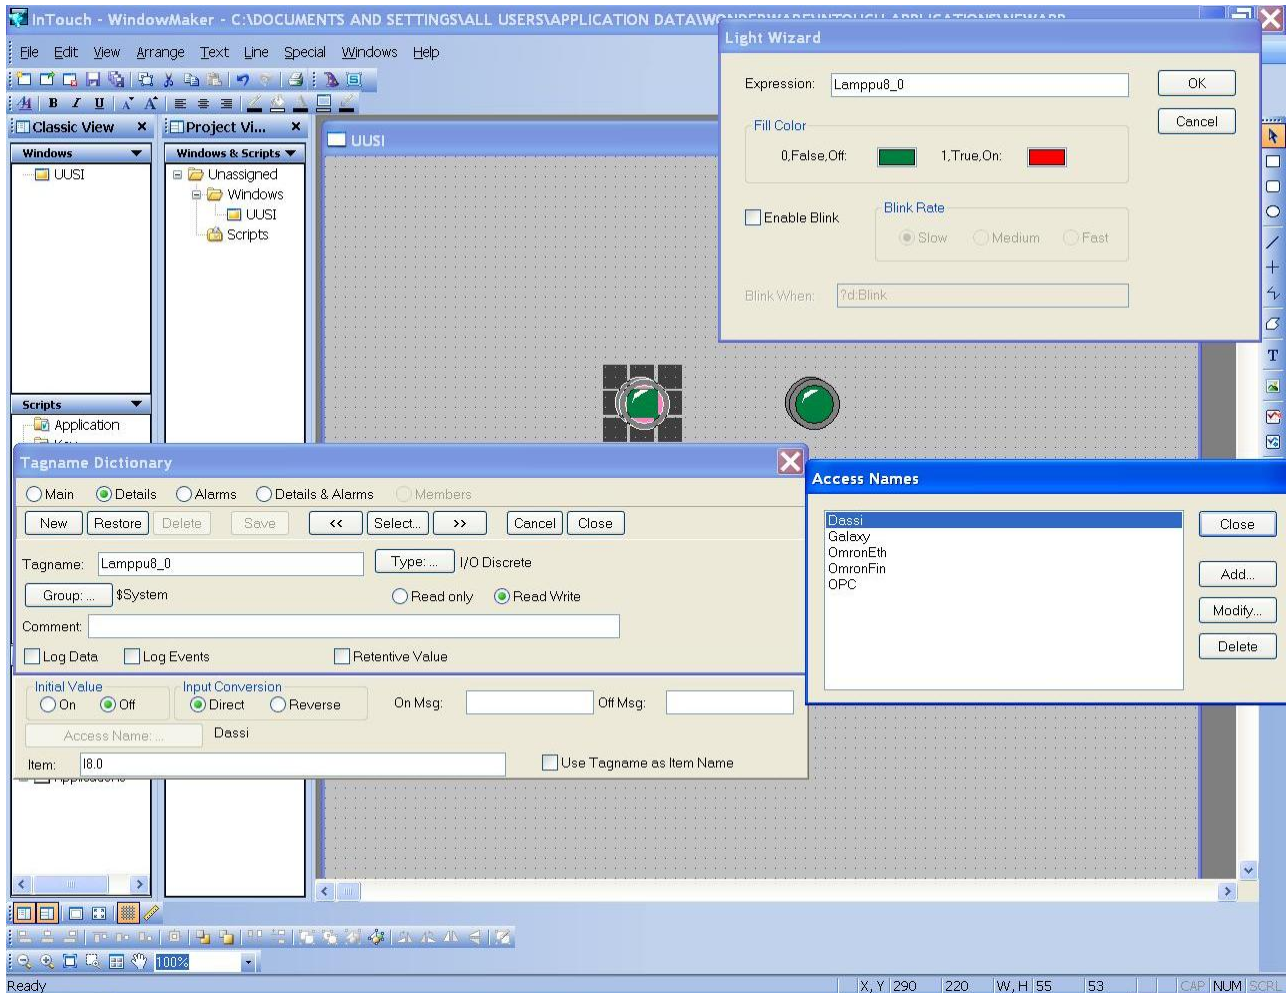 InTouch - WindowMaker - C:\DOCUMENTS AND SETTINGS\ALL USERS\APPLICATION DATA\WONDERWARE\INTOUCH APPLICATIONS\NEWAPP
File Edit View Arrange Text Line Special Windows Help
Classic View
Windows
UUSI
Scripts
Application
Project Vi...
Windows & Scripts
Unassigned
Windows
UUSI
Scripts
UUSI
Light Wizard
Expression: Lamppu8_0
OK
Cancel
Fill Color
0,False,Off: 1,True,On:
Enable Blink
Blink Rate
Slow Medium Fast
Blink When: ?d:Blink
Tagname Dictionary
Main Details Alarms Details & Alarms Members
New Restore Delete Save << Select... >> Cancel Close
Tagname: Lamppu8_0 Type: ... I/O Discrete
Group: ... $System Read only Read Write
Comment:
Log Data Log Events Retentive Value
Initial Value Input Conversion
On Off Direct Reverse On Msg: Off Msg:
Access Name: ... Dassi
Item: I8.0 Use Tagname as Item Name
Access Names
Dassi
Galaxy
OmronEth
OmronFin
OPC
Close
Add...
Modify...
Delete
100%
Ready X, Y 290 220 W, H 55 53 CAP NUM SCRL